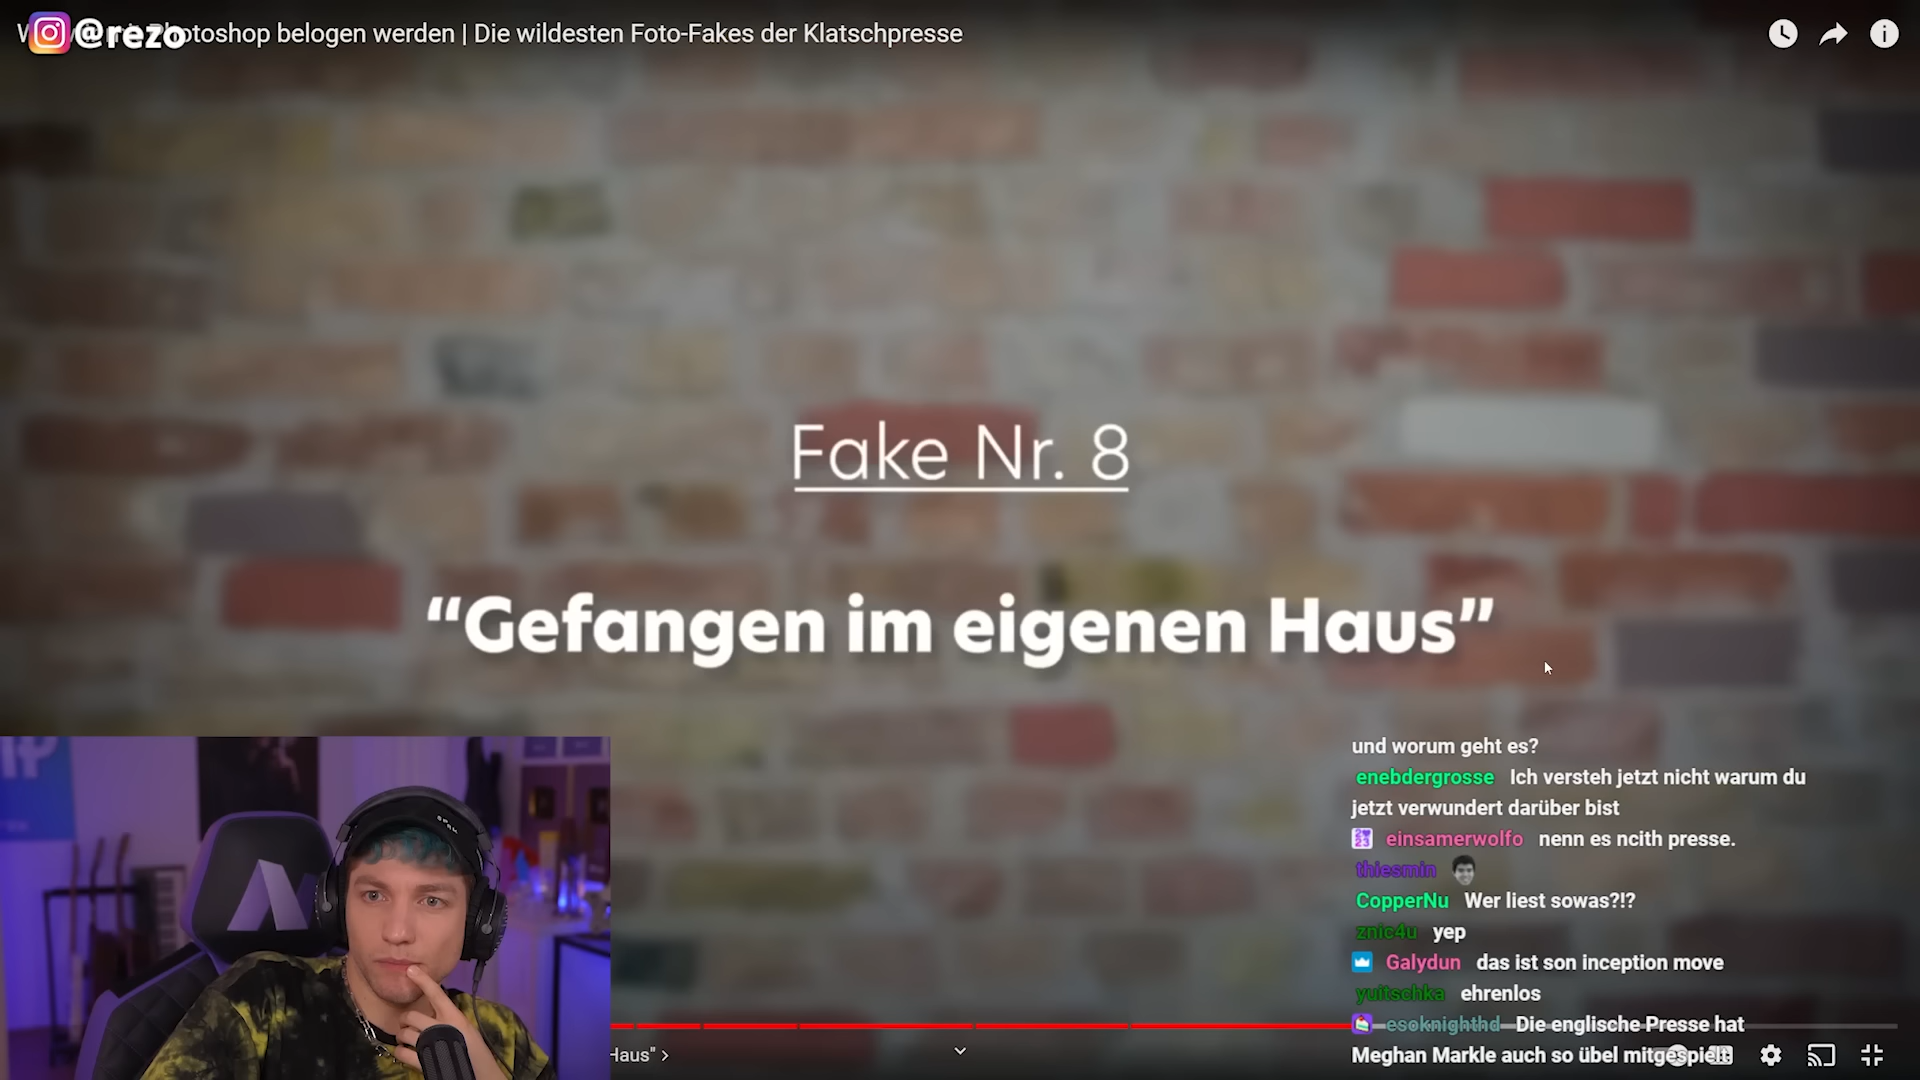 @rezo
Photoshop belogen werden | Die wildesten Foto-Fakes der Klatschpresse
Fake Nr. 8
“Gefangen im eigenen Haus”
und worum geht es?
enebdergrosse Ich versteh jetzt nicht warum du
jetzt verwundert darüber bist
einsamerwolfo nenn es ncith presse.
thiesmin
CopperNu Wer liest sowas?!?
znic4u yep
Galydun das ist son inception move
yuitschka ehrenlos
esoknighthd Die englische Presse hat
Meghan Markle auch so übel mitgespielt!
Haus" >